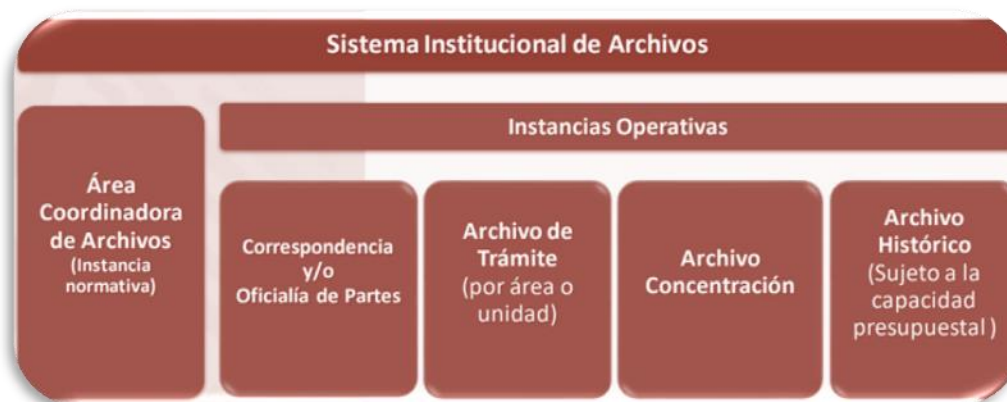 Sistema Institucional de Archivos
Instancias Operativas
Área
Coordinadora
de Archivos
(Instancia
normativa)
Correspondencia
y/o
Oficialía de Partes
Archivo de
Trámite
(por área o
unidad)
Archivo
Concentración
Archivo
Histórico
(Sujeto a la
capacidad
presupuestal )